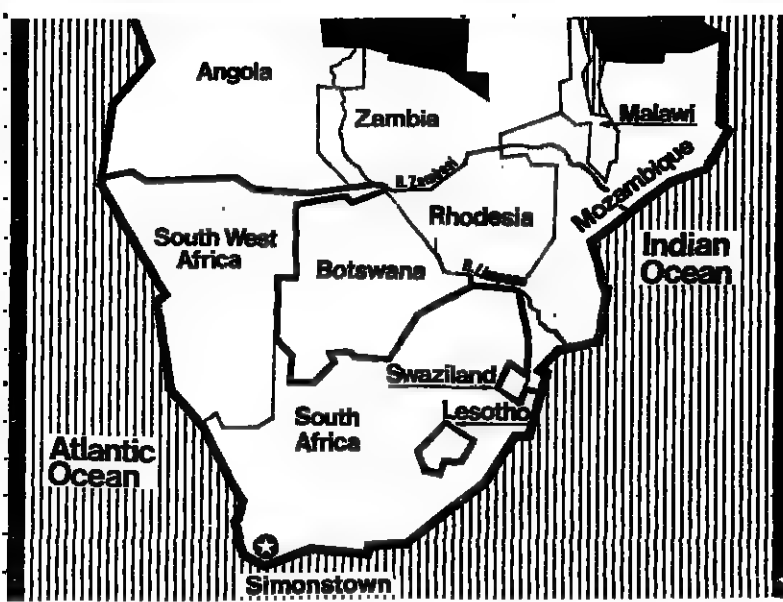 Angola
Zambia
Malawi
R. Zambezi
Mozambique
Rhodesia
South West
Africa
Indian
Ocean
Botswana
R. Limpopo
Swaziland
Lesotho
South
Africa
Atlantic
Ocean
Simonstown